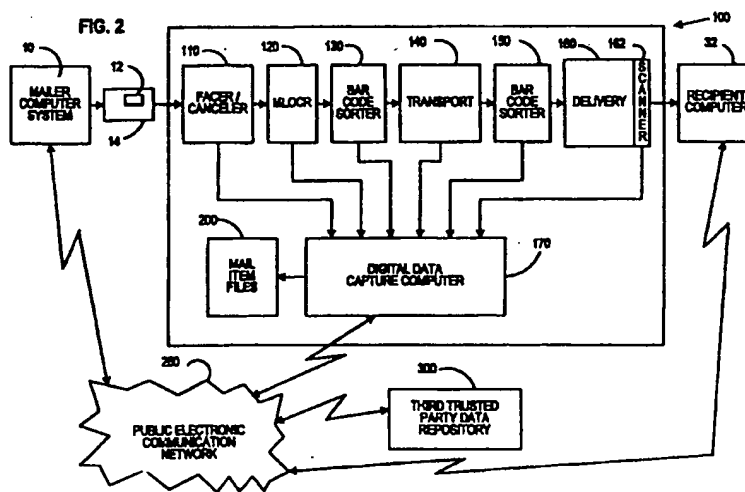 FIG. 2
100
10
12
110
120
130
140
150
160
162
32
MAILER
COMPUTER
SYSTEM
14
FACER /
CANCELER
MLOCR
BAR
CODE
SORTER
TRANSPORT
BAR
CODE
SORTER
DELIVERY
SCANNER
RECIPIENT
COMPUTER
200
MAIL
ITEM
FILES
DIGITAL DATA
CAPTURE COMPUTER
170
250
PUBLIC ELECTRONIC
COMMUNICATION
NETWORK
300
THIRD TRUSTED
PARTY DATA
REPOSITORY